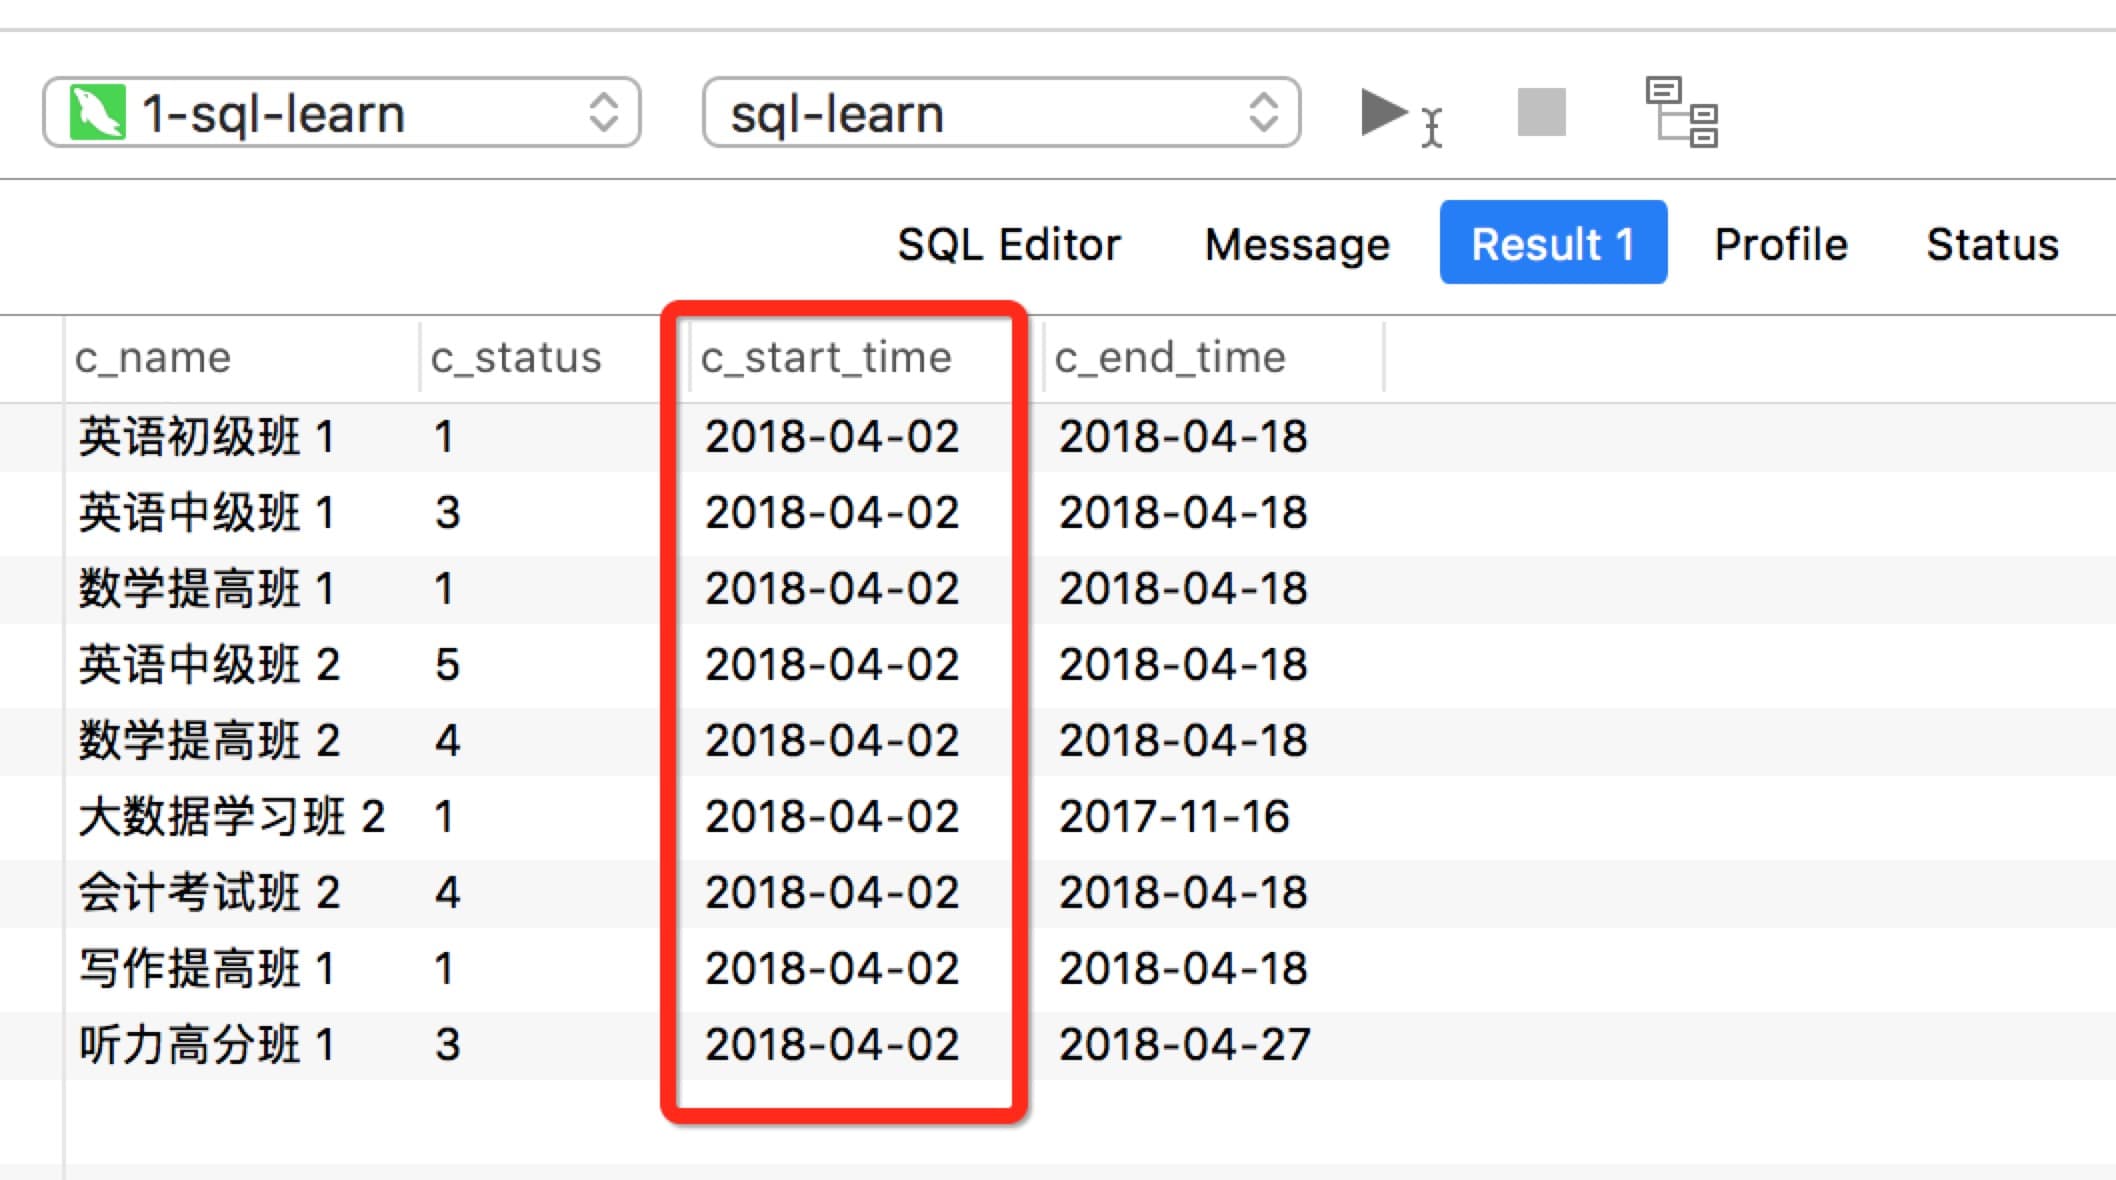 1-sql-learn sql-learn
SQL Editor Message Result 1 Profile Status
c_name c_status c_start_time c_end_time
英语初级班 1 1 2018-04-02 2018-04-18
英语中级班 1 3 2018-04-02 2018-04-18
数学提高班 1 1 2018-04-02 2018-04-18
英语中级班 2 5 2018-04-02 2018-04-18
数学提高班 2 4 2018-04-02 2018-04-18
大数据学习班 2 1 2018-04-02 2017-11-16
会计考试班 2 4 2018-04-02 2018-04-18
写作提高班 1 1 2018-04-02 2018-04-18
听力高分班 1 3 2018-04-02 2018-04-27